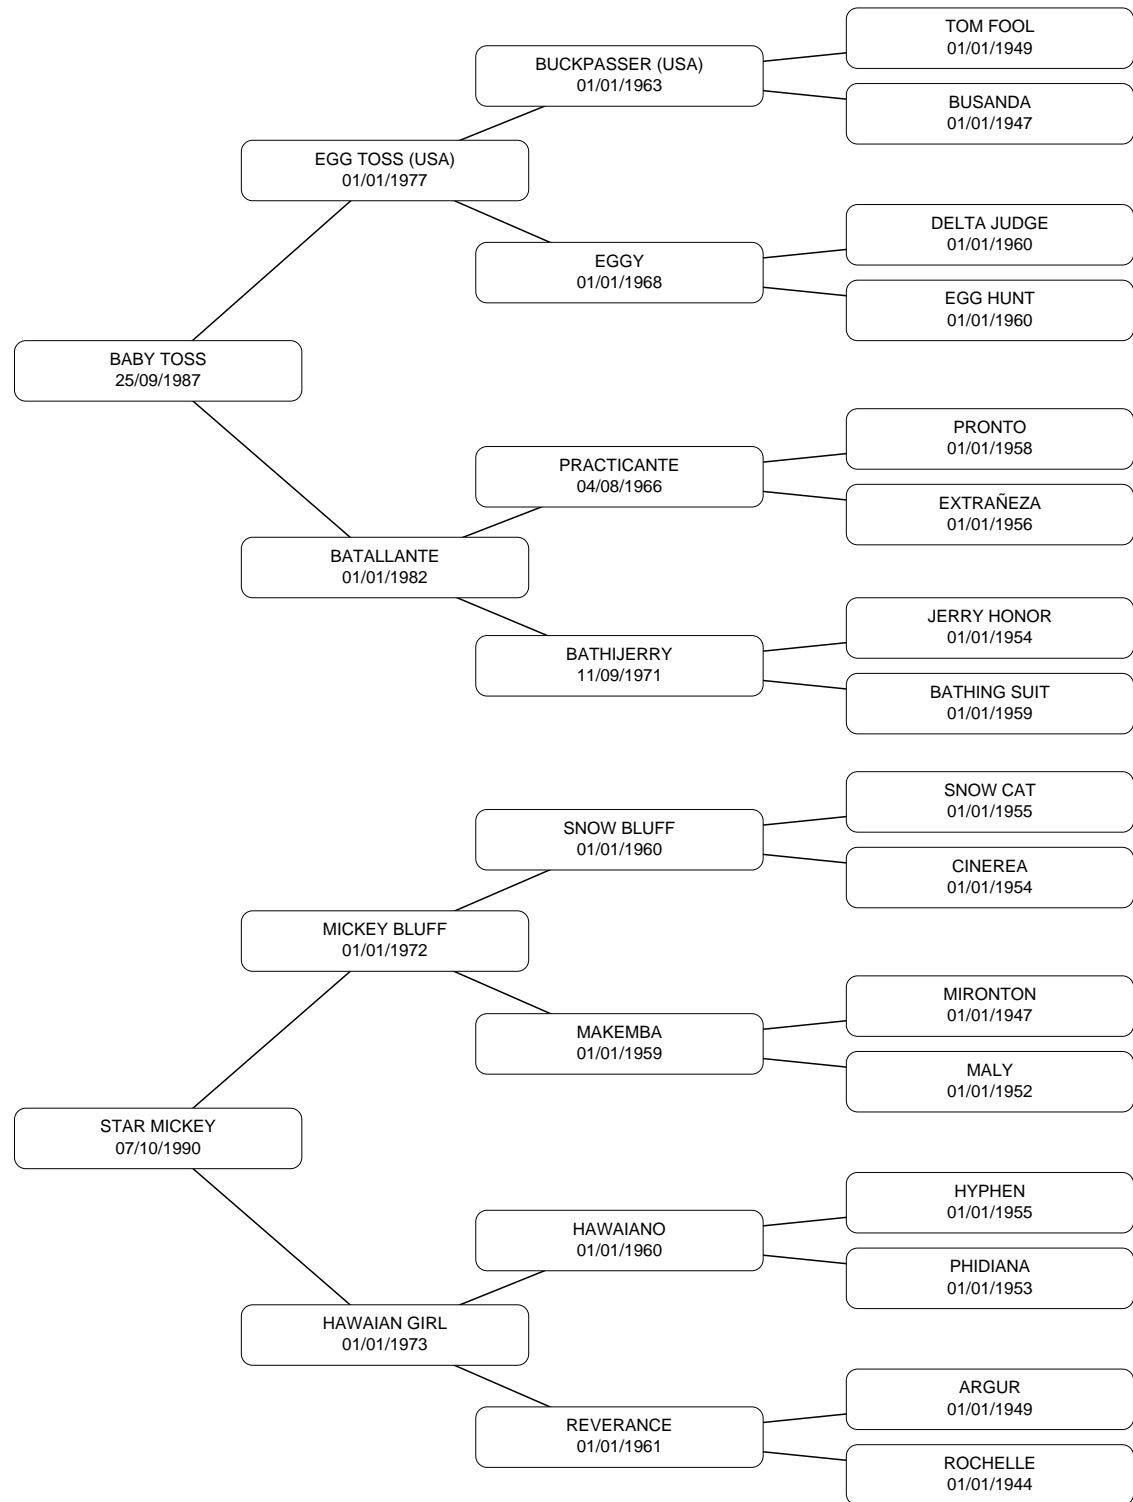 TOM FOOL
01/01/1949
BUCKPASSER (USA)
01/01/1963
BUSANDA
01/01/1947
EGG TOSS (USA)
01/01/1977
DELTA JUDGE
01/01/1960
EGGY
01/01/1968
EGG HUNT
01/01/1960
BABY TOSS
25/09/1987
PRONTO
01/01/1958
PRACTICANTE
04/08/1966
EXTRAÑEZA
01/01/1956
BATALLANTE
01/01/1982
JERRY HONOR
01/01/1954
BATHIJERRY
11/09/1971
BATHING SUIT
01/01/1959
SNOW CAT
01/01/1955
SNOW BLUFF
01/01/1960
CINEREA
01/01/1954
MICKEY BLUFF
01/01/1972
MIRONTON
01/01/1947
MAKEMBA
01/01/1959
MALY
01/01/1952
STAR MICKEY
07/10/1990
HYPHEN
01/01/1955
HAWAIANO
01/01/1960
PHIDIANA
01/01/1953
HAWAIAN GIRL
01/01/1973
ARGUR
01/01/1949
REVERANCE
01/01/1961
ROCHELLE
01/01/1944